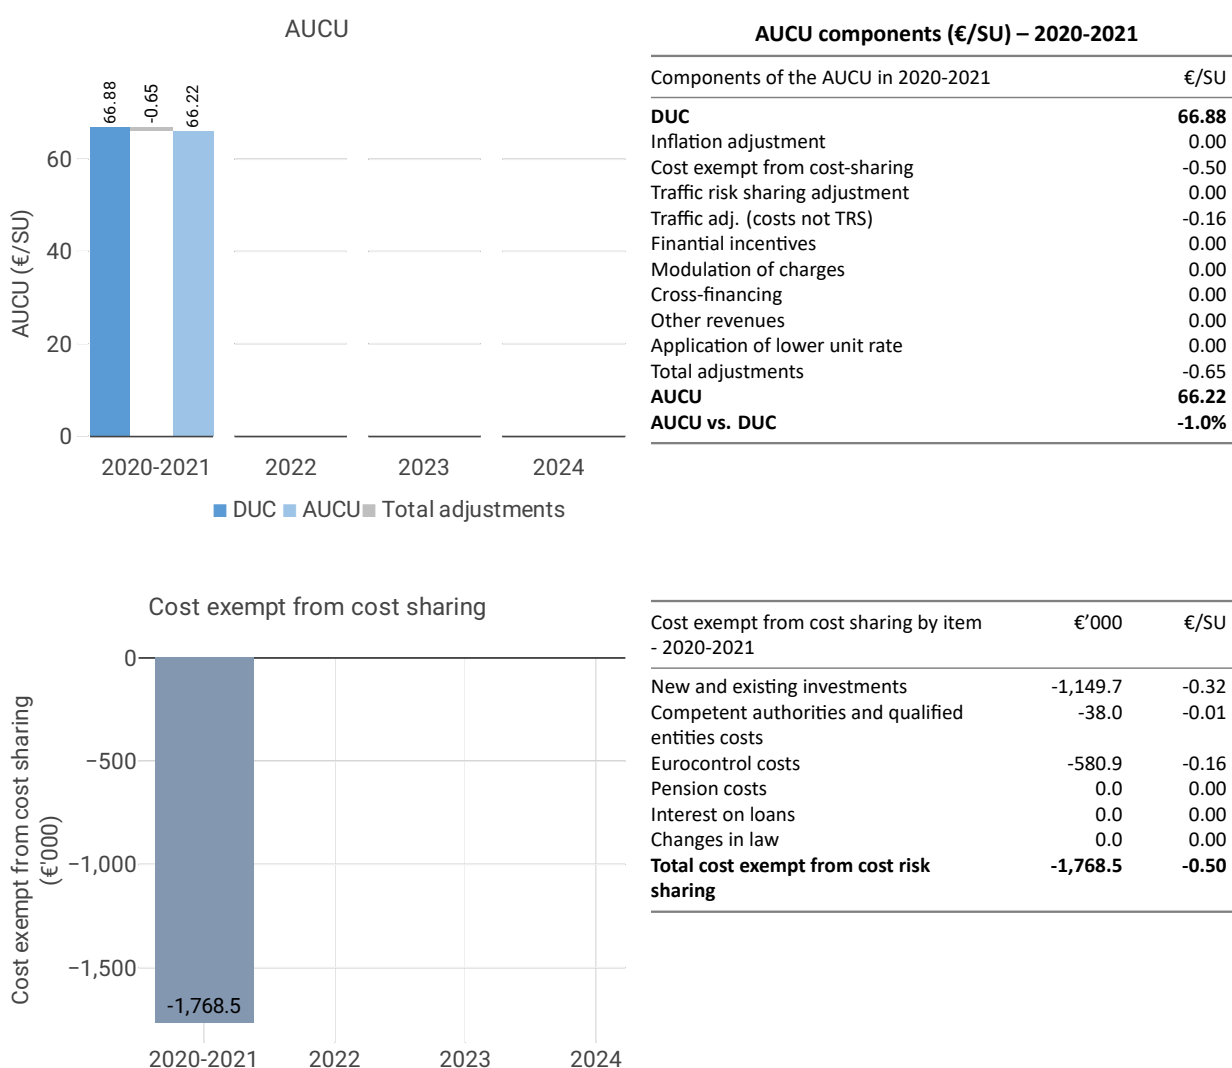 AUCU
66.88
-0.65
66.22
60
40
20
0
AUCU (€/SU)
2020-2021 2022 2023 2024
DUC AUCU Total adjustments
AUCU components (€/SU) – 2020-2021
Components of the AUCU in 2020-2021 €/SU
DUC 66.88
Inflation adjustment 0.00
Cost exempt from cost-sharing -0.50
Traffic risk sharing adjustment 0.00
Traffic adj. (costs not TRS) -0.16
Finantial incentives 0.00
Modulation of charges 0.00
Cross-financing 0.00
Other revenues 0.00
Application of lower unit rate 0.00
Total adjustments -0.65
AUCU 66.22
AUCU vs. DUC -1.0%
Cost exempt from cost sharing
0
−500
−1,000
−1,500
Cost exempt from cost sharing
(€'000)
-1,768.5
2020-2021 2022 2023 2024
Cost exempt from cost sharing by item €’000 €/SU
- 2020-2021
New and existing investments -1,149.7 -0.32
Competent authorities and qualified -38.0 -0.01
entities costs
Eurocontrol costs -580.9 -0.16
Pension costs 0.0 0.00
Interest on loans 0.0 0.00
Changes in law 0.0 0.00
Total cost exempt from cost risk -1,768.5 -0.50
sharing